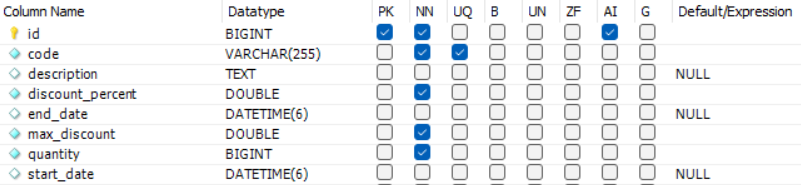 Column Name Datatype PK NN UQ B UN ZF AI G Default/Expression
id BIGINT
code VARCHAR(255)
description TEXT NULL
discount_percent DOUBLE
end_date DATETIME(6) NULL
max_discount DOUBLE
quantity BIGINT
start_date DATETIME(6) NULL